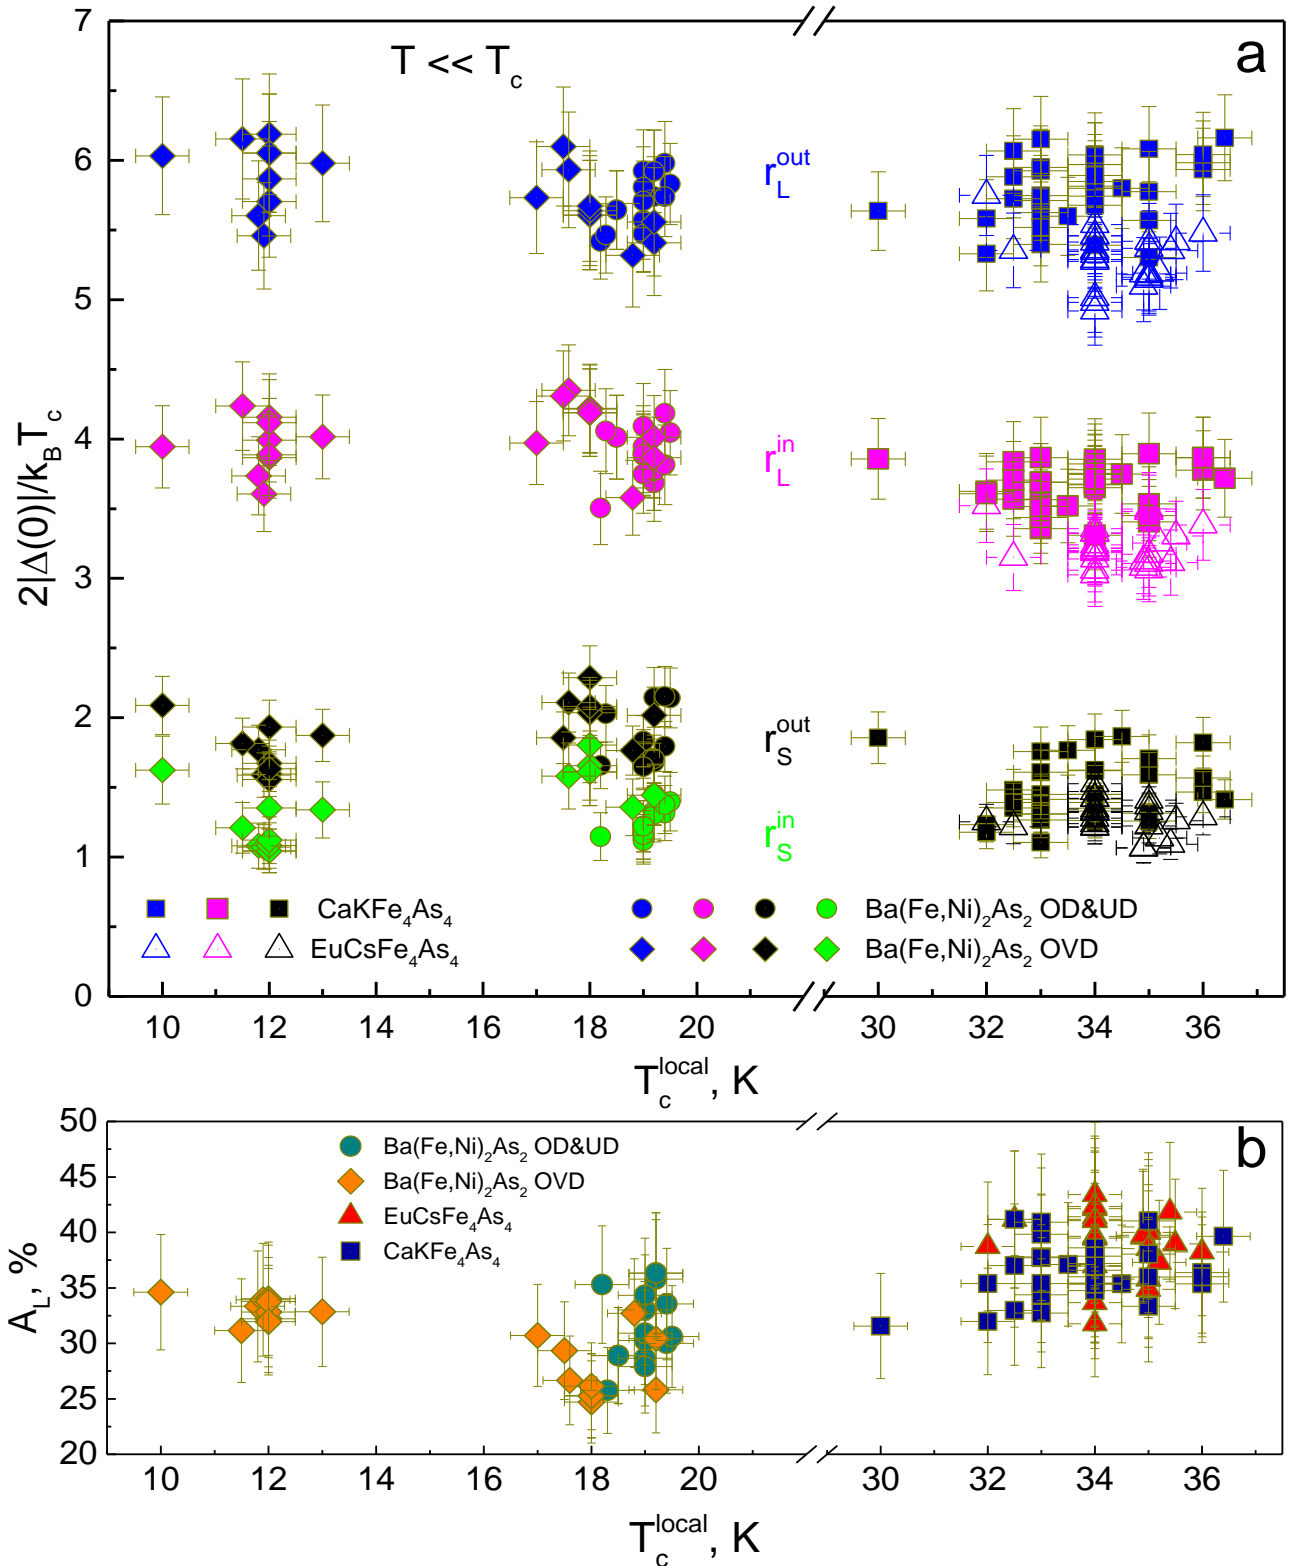 a
T << T_c
2|Δ(0)|/k_B T_c
7
6
5
4
3
2
1
0
r_L^out
r_L^in
r_S^out
r_S^in
CaKFe₄As₄
EuCsFe₄As₄
Ba(Fe,Ni)₂As₂ OD&UD
Ba(Fe,Ni)₂As₂ OVD
10 12 14 16 18 20 30 32 34 36
T_c^local, K
b
A_L, %
50
45
40
35
30
25
20
Ba(Fe,Ni)₂As₂ OD&UD
Ba(Fe,Ni)₂As₂ OVD
EuCsFe₄As₄
CaKFe₄As₄
10 12 14 16 18 20 30 32 34 36
T_c^local, K